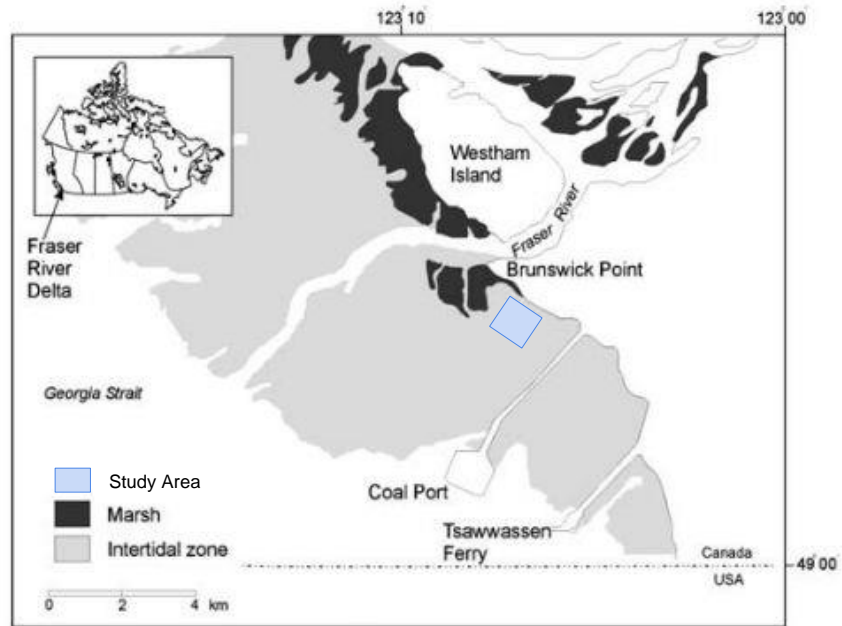 123°10'
123°00'
Westham
Island
Fraser River
Fraser
River
Delta
Brunswick Point
Georgia Strait
Study Area
Coal Port
Marsh
Tsawwassen
Ferry
Intertidal zone
Canada
49°00'
USA
0 2 4 km